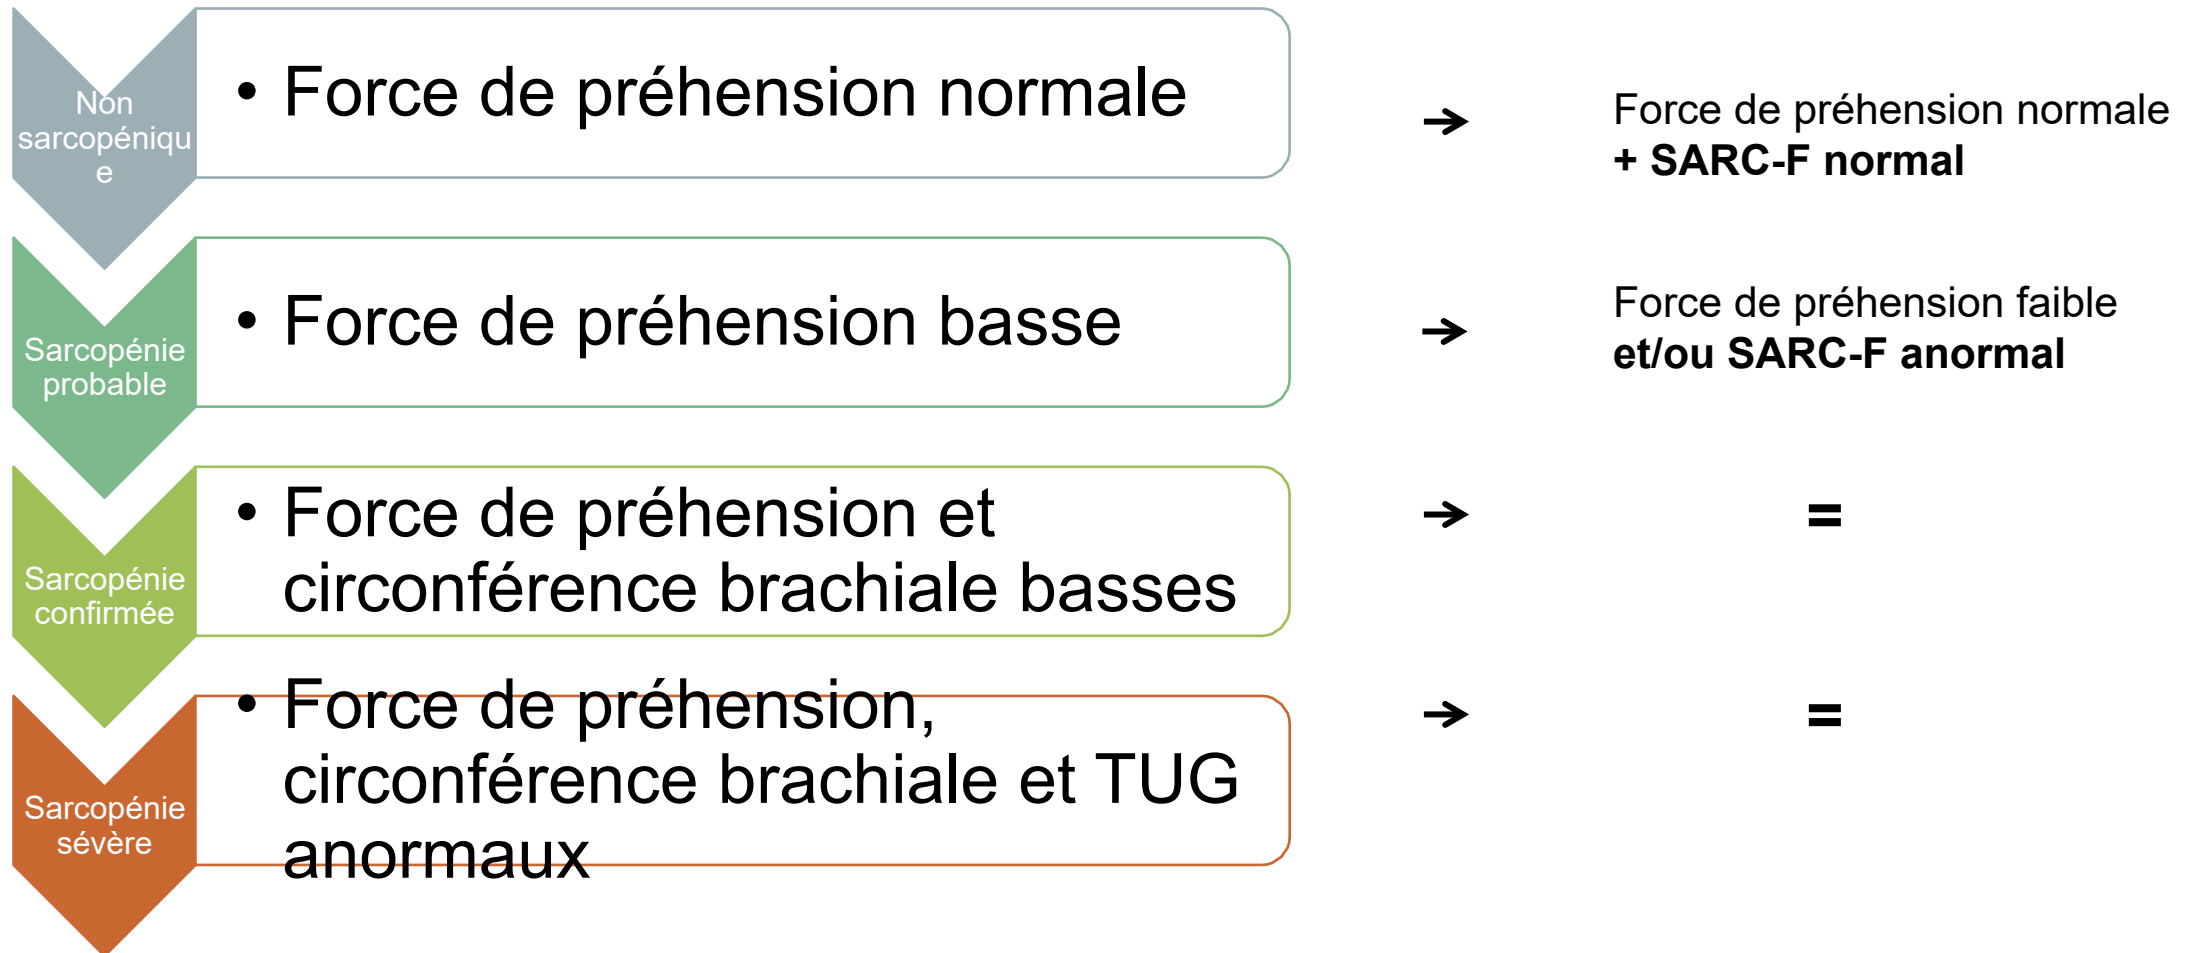 Non
sarcopéniqu
e
• Force de préhension normale
→
Force de préhension normale
+ SARC-F normal
Sarcopénie
probable
• Force de préhension basse
→
Force de préhension faible
et/ou SARC-F anormal
Sarcopénie
confirmée
• Force de préhension et
circonférence brachiale basses
→
=
Sarcopénie
sévère
• Force de préhension,
circonférence brachiale et TUG
anormaux
→
=